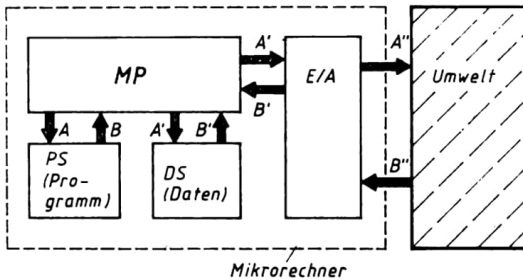 MP
A'
B'
E/A
A"
Umwelt
A
B
A'
B'
PS
(Pro-
gramm)
DS
(Daten)
B"
Mikrorechner